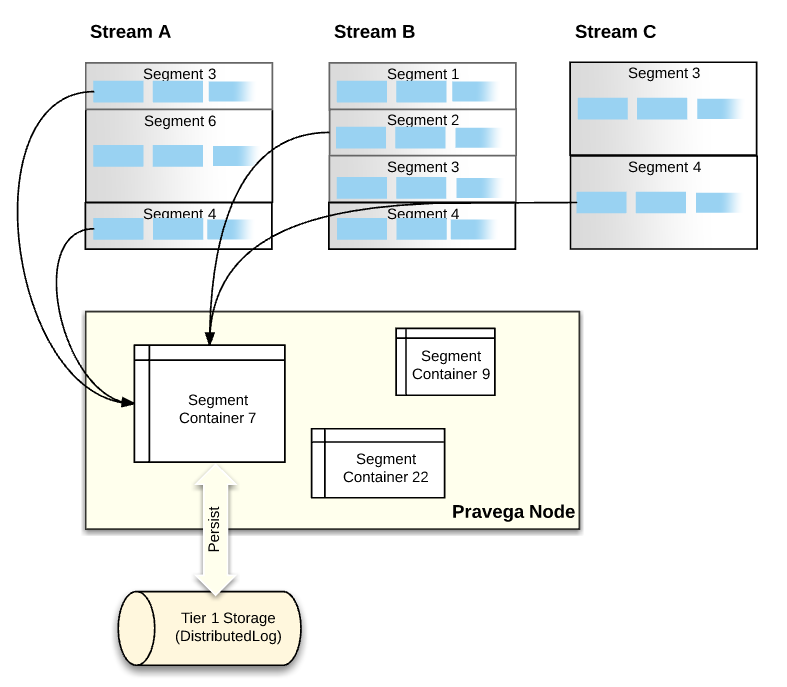 Stream A
Stream B
Stream C
Segment 3
Segment 6
Segment 4
Segment 1
Segment 2
Segment 3
Segment 4
Segment 3
Segment 4
Segment
Container 7
Segment
Container 9
Segment
Container 22
Pravega Node
Persist
Tier 1 Storage
(DistributedLog)